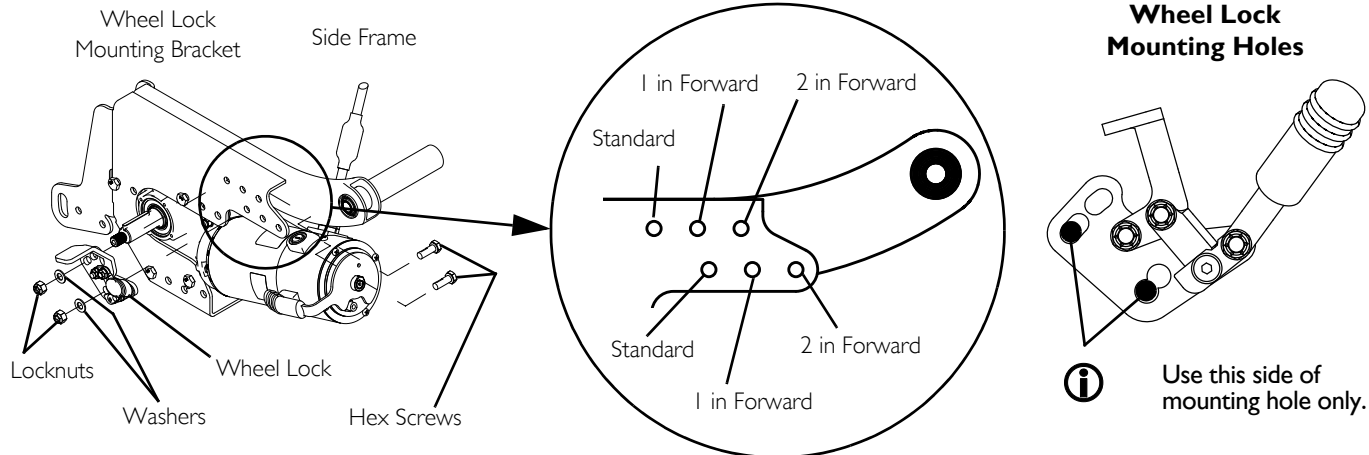 Wheel Lock
Mounting Bracket
Side Frame
Locknuts
Washers
Wheel Lock
Hex Screws
1 in Forward
2 in Forward
Standard
Standard
1 in Forward
2 in Forward
Wheel Lock
Mounting Holes
i
Use this side of
mounting hole only.